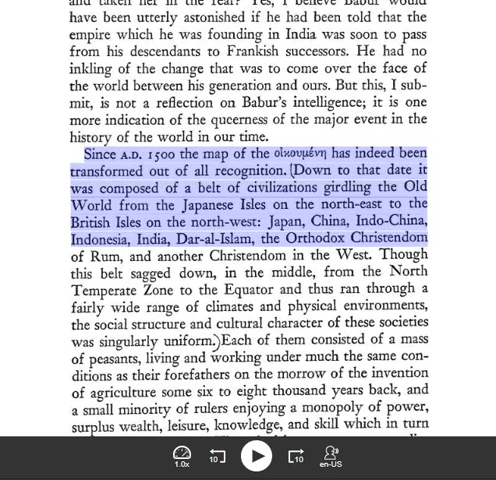 and taken her in the rear? Yes, I believe Babur would
have been utterly astonished if he had been told that the
empire which he was founding in India was soon to pass
from his descendants to Frankish successors. He had no
inkling of the change that was to come over the face of
the world between his generation and ours. But this, I sub-
mit, is not a reflection on Babur's intelligence; it is one
more indication of the queerness of the major event in the
history of the world in our time.
Since A.D. 1500 the map of the οἰκουμένη has indeed been
transformed out of all recognition. (Down to that date it
was composed of a belt of civilizations girdling the Old
World from the Japanese Isles on the north-east to the
British Isles on the north-west: Japan, China, Indo-China,
Indonesia, India, Dar-al-Islam, the Orthodox Christendom
of Rum, and another Christendom in the West. Though
this belt sagged down, in the middle, from the North
Temperate Zone to the Equator and thus ran through a
fairly wide range of climates and physical environments,
the social structure and cultural character of these societies
was singularly uniform.) Each of them consisted of a mass
of peasants, living and working under much the same con-
ditions as their forefathers on the morrow of the invention
of agriculture some six to eight thousand years back, and
a small minority of rulers enjoying a monopoly of power,
surplus wealth, leisure, knowledge, and skill which in turn
1.0x 10 10 en-US